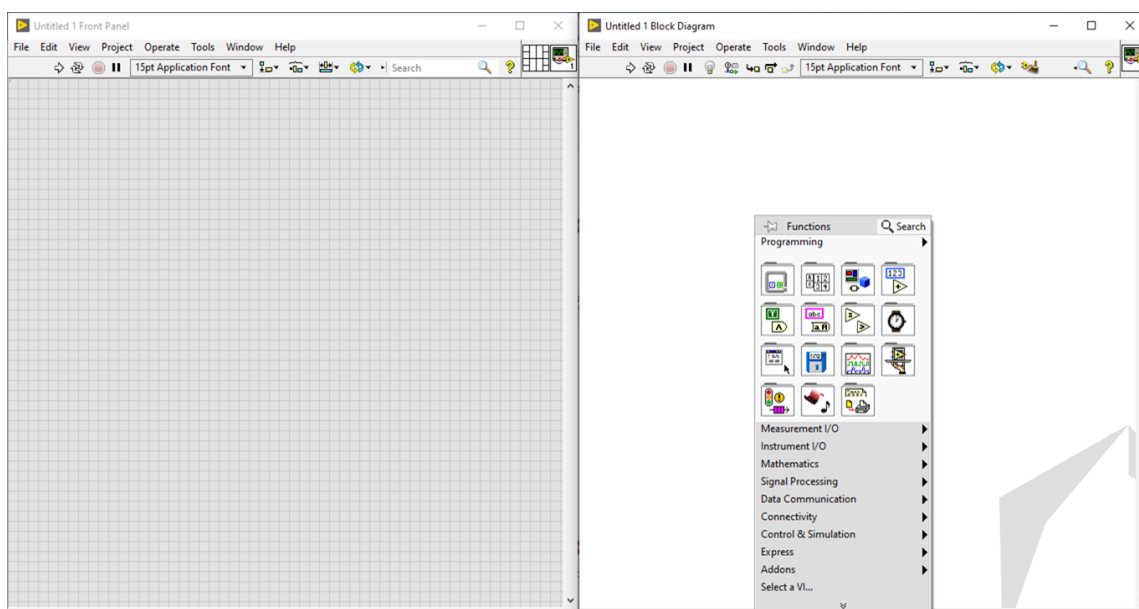 Untitled 1 Front Panel
File Edit View Project Operate Tools Window Help
15pt Application Font
Search
Untitled 1 Block Diagram
File Edit View Project Operate Tools Window Help
15pt Application Font
Functions Search
Programming
Measurement I/O
Instrument I/O
Mathematics
Signal Processing
Data Communication
Connectivity
Control & Simulation
Express
Addons
Select a VI...